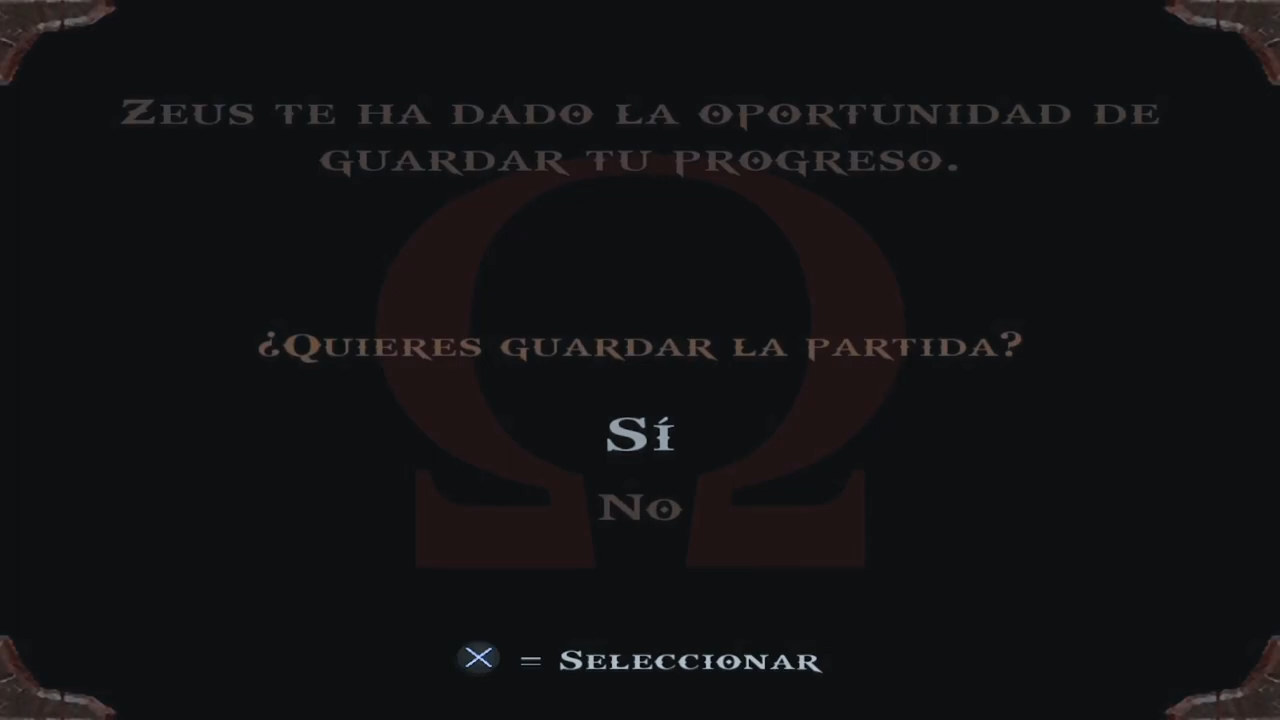 Zeus te ha dado la oportunidad de
guardar tu progreso.
¿Quieres guardar la partida?
Sí
No
= Seleccionar